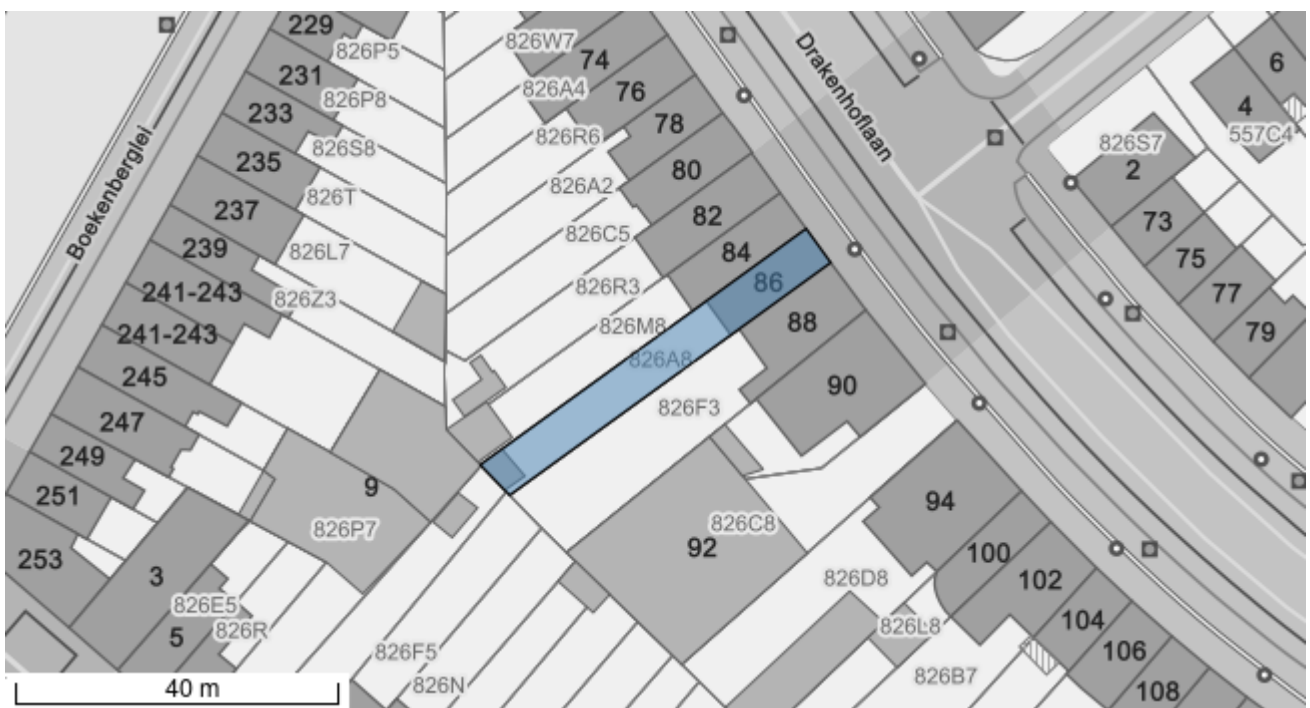 229
826P5
826W7
74
Drakenhoflaan
6
231
826P8
826A4
76
4
233
826S8
826R6
78
826S7
557C4
235
826T
826A2
80
2
Boekenberglei
237
826L7
826C5
82
73
239
826Z3
826R3
84
75
241-243
86
77
241-243
826M8
88
79
245
826A8
90
247
826F3
249
251
9
94
253
826P7
826C8
92
100
3
826D8
102
826E5
826R
826L8
104
5
826F5
106
826N
826B7
108
40 m